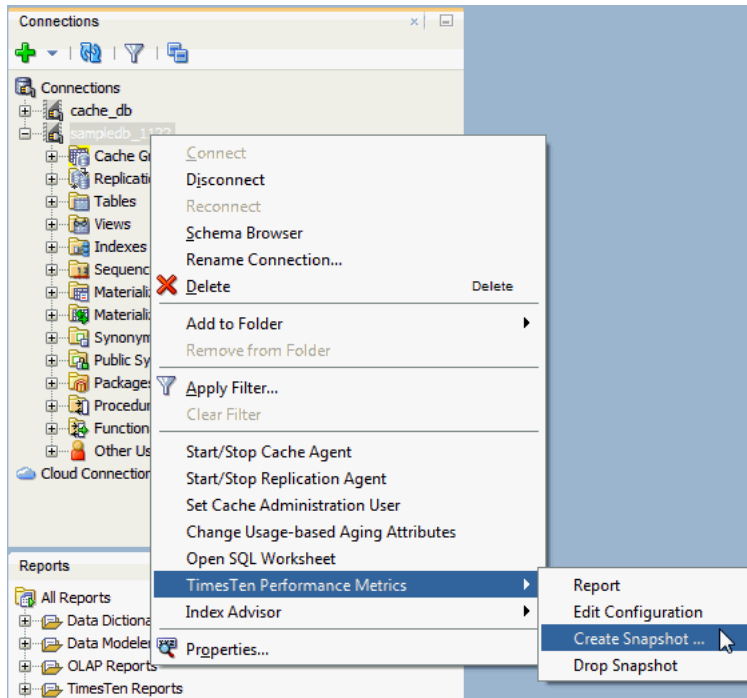 Connections
Connections
cache_db
sampledb_1122
Cache Gr
Replicati
Tables
Views
Indexes
Sequenc
Materializ
Materializ
Synonym
Public Sy
Packages
Procedur
Function
Other Us
Cloud Connection
Connect
Disconnect
Reconnect
Schema Browser
Rename Connection...
Delete Delete
Add to Folder
Remove from Folder
Apply Filter...
Clear Filter
Start/Stop Cache Agent
Start/Stop Replication Agent
Set Cache Administration User
Change Usage-based Aging Attributes
Open SQL Worksheet
TimesTen Performance Metrics
Index Advisor
Properties...
Report
Edit Configuration
Create Snapshot ...
Drop Snapshot
Reports
All Reports
Data Dictiona
Data Modeler
OLAP Reports
TimesTen Reports